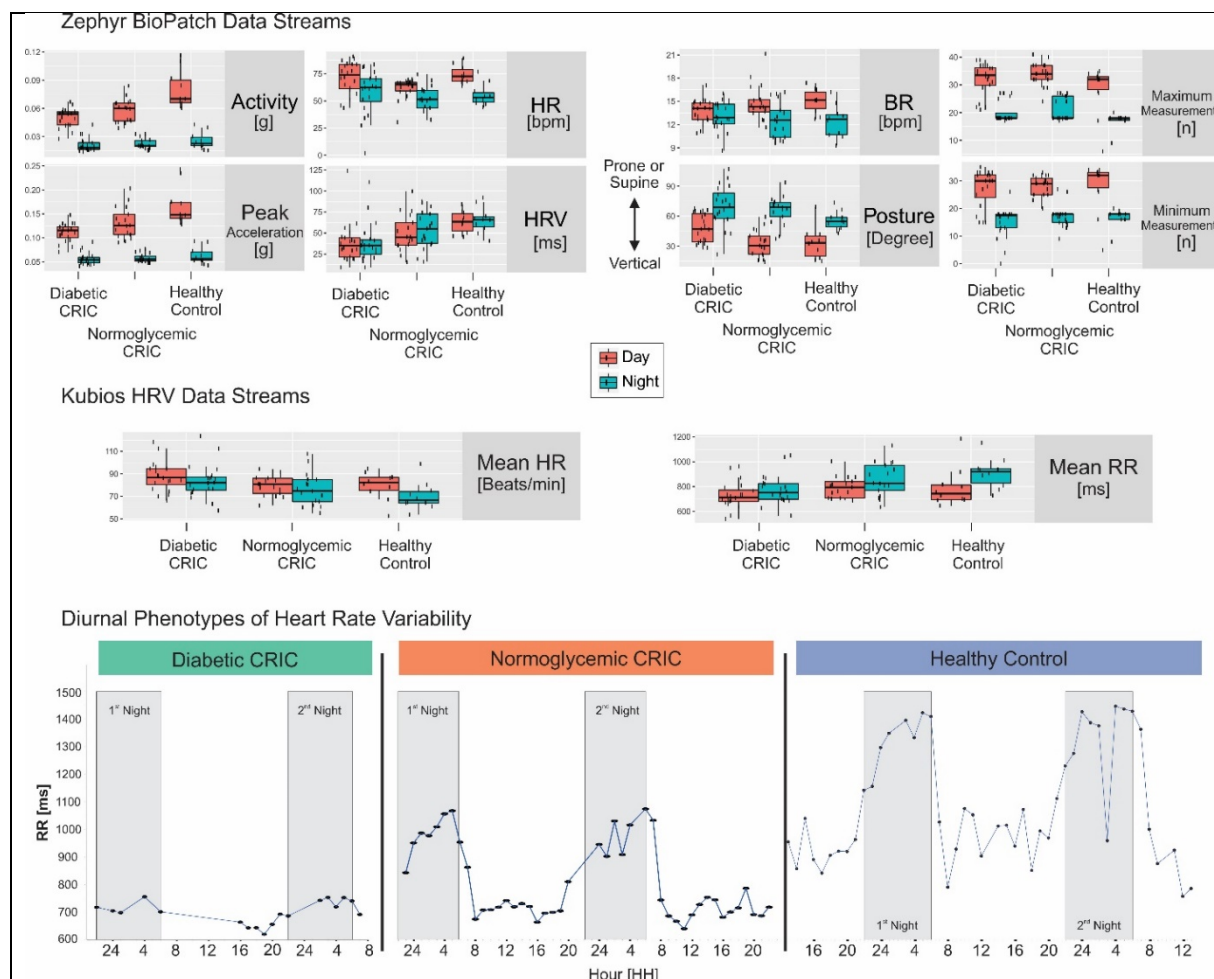 Zephyr BioPatch Data Streams
0.12
0.09
0.06
0.03
Activity
[g]
75
50
25
0
HR
[bpm]
21
18
15
12
9
BR
[bpm]
40
30
20
10
0
Maximum
Measurement
[n]
0.25
0.20
0.15
0.10
0.05
Peak
Acceleration
[g]
125
100
75
50
25
HRV
[ms]
Prone or
Supine
Vertical
90
60
30
Posture
[Degree]
30
20
10
0
Minimum
Measurement
[n]
Diabetic
CRIC
Healthy
Control
Normoglycemic
CRIC
Diabetic
CRIC
Healthy
Control
Normoglycemic
CRIC
Diabetic
CRIC
Healthy
Control
Normoglycemic
CRIC
Diabetic
CRIC
Healthy
Control
Normoglycemic
CRIC
Day
Night
Kubios HRV Data Streams
110
90
70
50
Mean HR
[Beats/min]
1200
1000
800
600
Mean RR
[ms]
Diabetic
CRIC
Normoglycemic
CRIC
Healthy
Control
Diabetic
CRIC
Normoglycemic
CRIC
Healthy
Control
Diurnal Phenotypes of Heart Rate Variability
Diabetic CRIC
Normoglycemic CRIC
Healthy Control
1500
1400
1300
1200
1100
1000
900
800
700
600
RR [ms]
1st Night
2nd Night
1st Night
2nd Night
1st Night
2nd Night
24 4 8 12 16 20 24 4 8
24 4 8 12 16 20 24 4 8 12 16 20
16 20 24 4 8 12 16 20 24 4 8 12
Hour [HH]